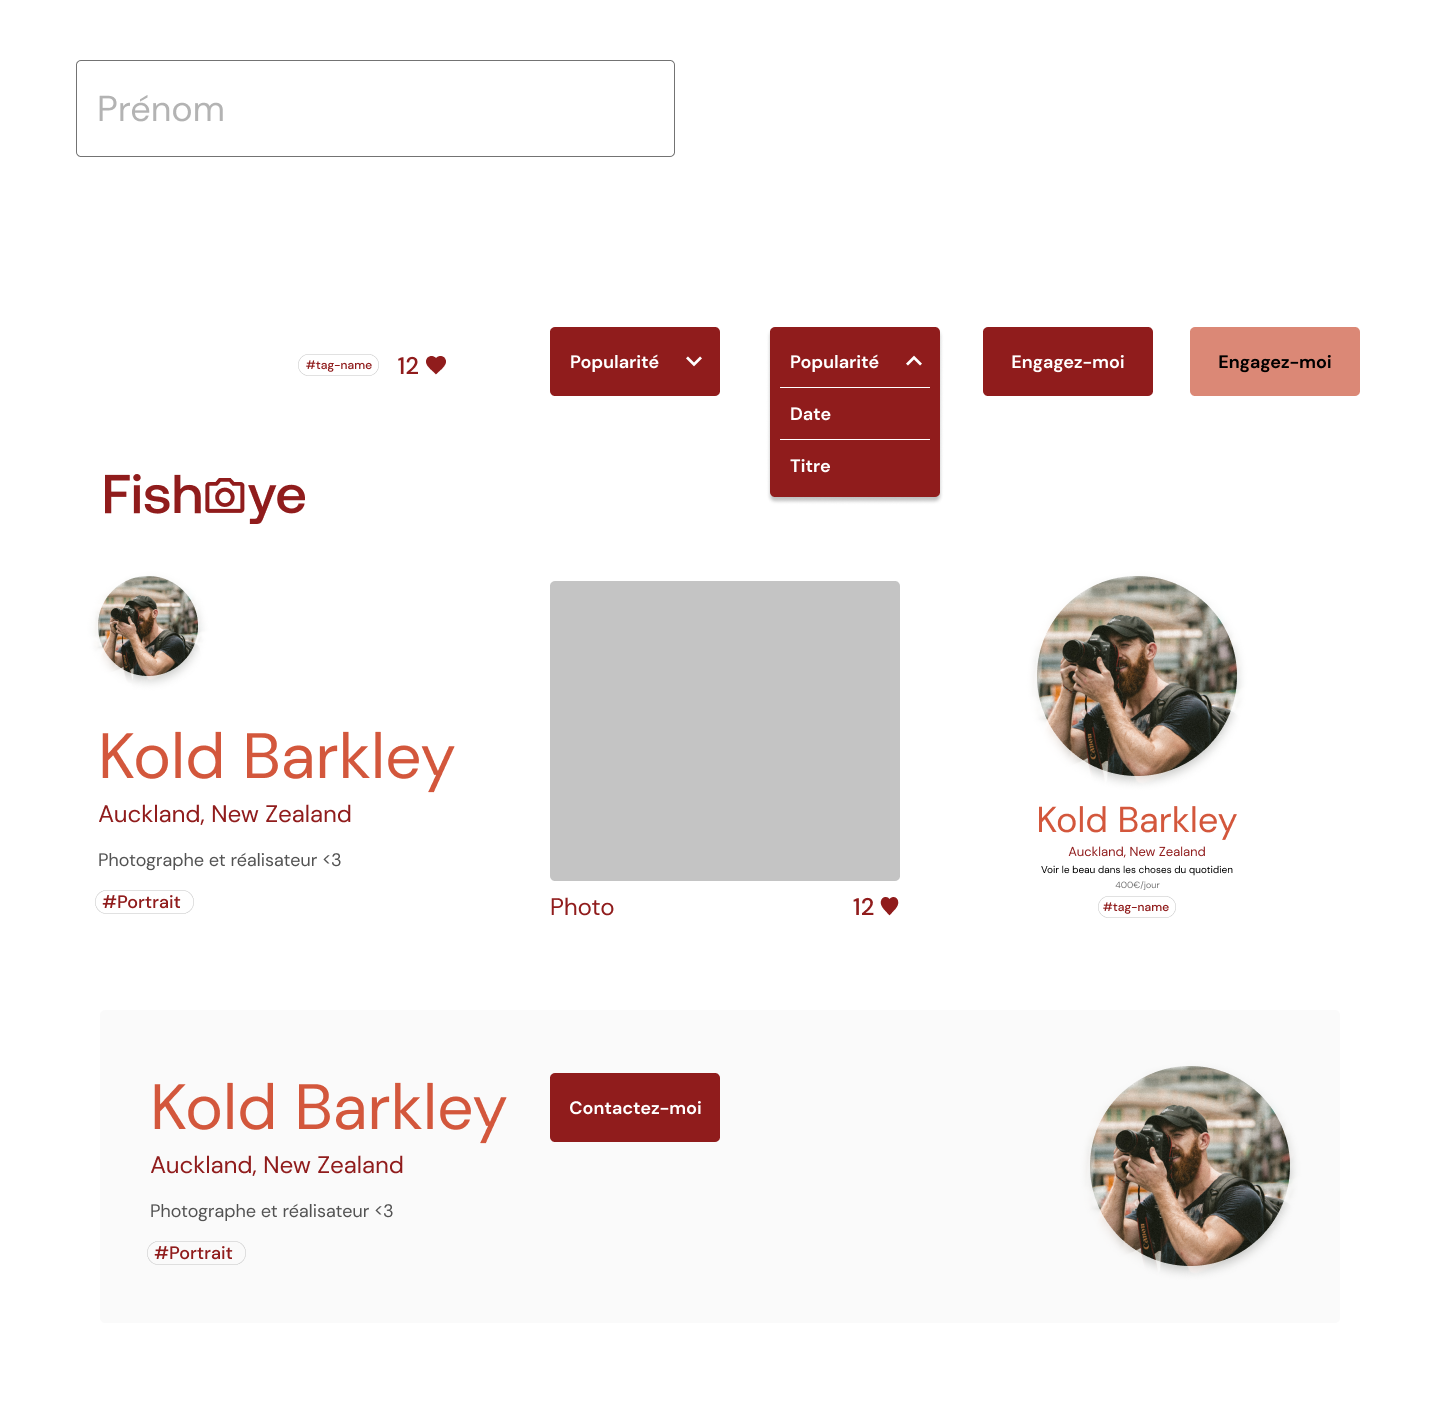 Prénom
#tag-name
12
Popularité
Popularité
Date
Titre
Engagez-moi
Engagez-moi
Fisheye
Kold Barkley
Auckland, New Zealand
Photographe et réalisateur <3
#Portrait
Photo
12
Canon
Kold Barkley
Auckland, New Zealand
Voir le beau dans les choses du quotidien
400€/jour
#tag-name
Kold Barkley
Auckland, New Zealand
Photographe et réalisateur <3
#Portrait
Contactez-moi
Canon